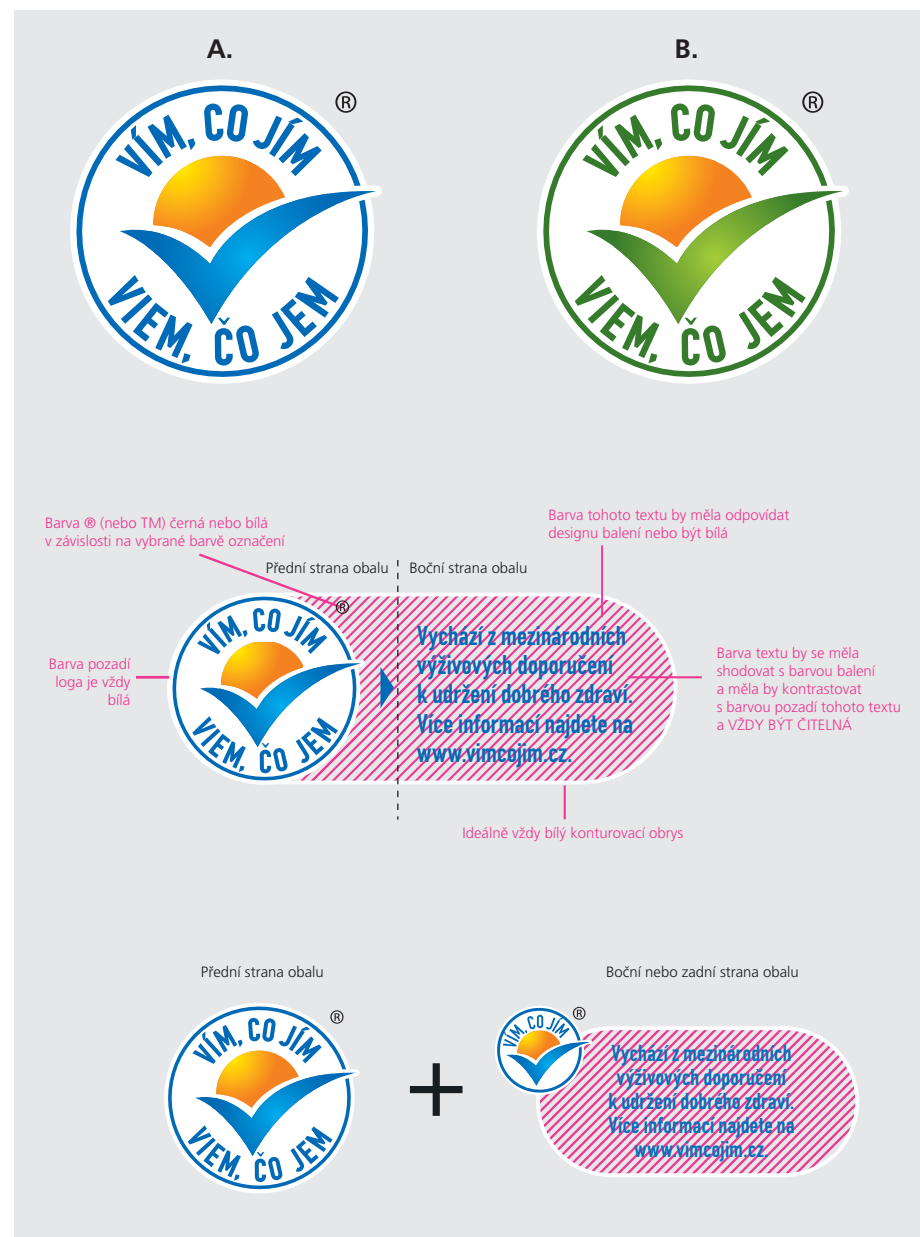 A.
B.
VÍM, CO JÍM
®
VIEM, ČO JEM
VÍM, CO JÍM
®
VIEM, ČO JEM
Barva ® (nebo TM) černá nebo bílá
v závislosti na vybrané barvě označení
Barva tohoto textu by měla odpovídat
designu balení nebo být bílá
Přední strana obalu
Boční strana obalu
®
VÍM, CO JÍM
VIEM, ČO JEM
Vychází z mezinárodních
výživových doporučení
k udržení dobrého zdraví.
Více informací najdete na
www.vimcojim.cz.
Barva pozadí
loga je vždy
bílá
Barva textu by se měla
shodovat s barvou balení
a měla by kontrastovat
s barvou pozadí tohoto textu
a VŽDY BÝT ČITELNÁ
Ideálně vždy bílý konturovací obrys
Přední strana obalu
Boční nebo zadní strana obalu
VÍM, CO JÍM
®
VIEM, ČO JEM
+
VÍM, CO JÍM
®
Vychází z mezinárodních
výživových doporučení
k udržení dobrého zdraví.
Více informací najdete na
www.vimcojim.cz.